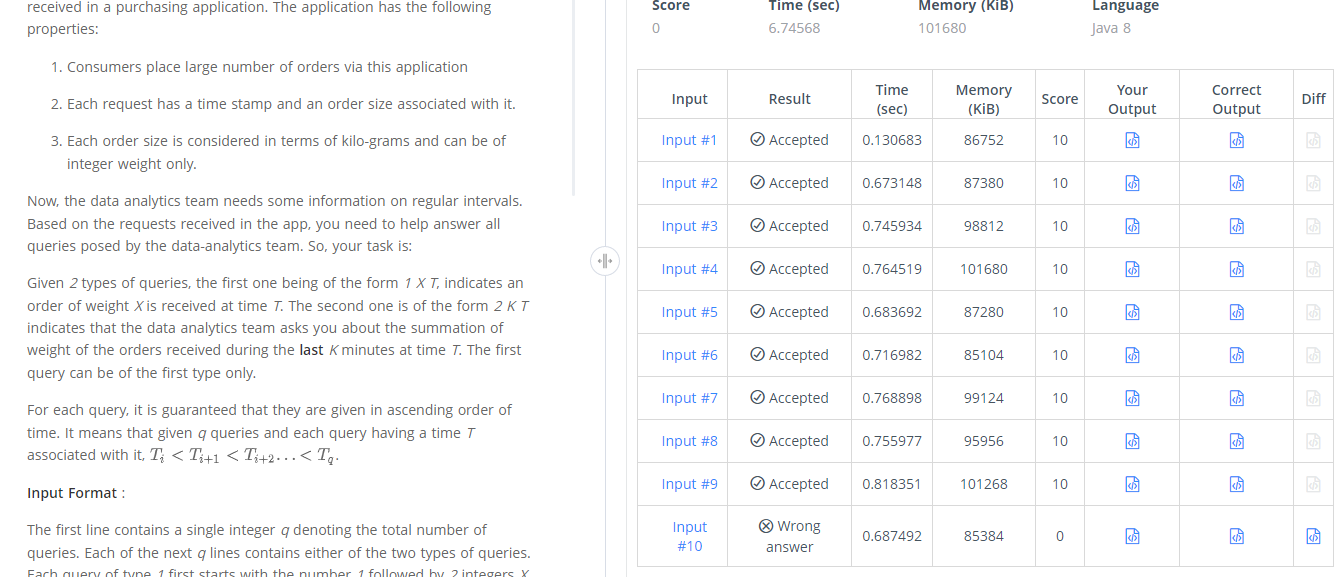 received in a purchasing application. The application has the following
properties:
1. Consumers place large number of orders via this application
2. Each request has a time stamp and an order size associated with it.
3. Each order size is considered in terms of kilo-grams and can be of
integer weight only.
Now, the data analytics team needs some information on regular intervals.
Based on the requests received in the app, you need to help answer all
queries posed by the data-analytics team. So, your task is:
Given 2 types of queries, the first one being of the form 1 X T, indicates an
order of weight X is received at time T. The second one is of the form 2 K T
indicates that the data analytics team asks you about the summation of
weight of the orders received during the last K minutes at time T. The first
query can be of the first type only.
For each query, it is guaranteed that they are given in ascending order of
time. It means that given q queries and each query having a time T
associated with it, Tᵢ < Tᵢ₊₁ < Tᵢ₊₂... < T_q.
Input Format :
The first line contains a single integer q denoting the total number of
queries. Each of the next q lines contains either of the two types of queries.
Each query of type 1 first starts with the number 1 followed by 2 integers X
Score Time (sec) Memory (KiB) Language
0 6.74568 101680 Java 8
Input Result Time (sec) Memory (KiB) Score Your Output Correct Output Diff
Input #1 Accepted 0.130683 86752 10
Input #2 Accepted 0.673148 87380 10
Input #3 Accepted 0.745934 98812 10
Input #4 Accepted 0.764519 101680 10
Input #5 Accepted 0.683692 87280 10
Input #6 Accepted 0.716982 85104 10
Input #7 Accepted 0.768898 99124 10
Input #8 Accepted 0.755977 95956 10
Input #9 Accepted 0.818351 101268 10
Input #10 Wrong answer 0.687492 85384 0